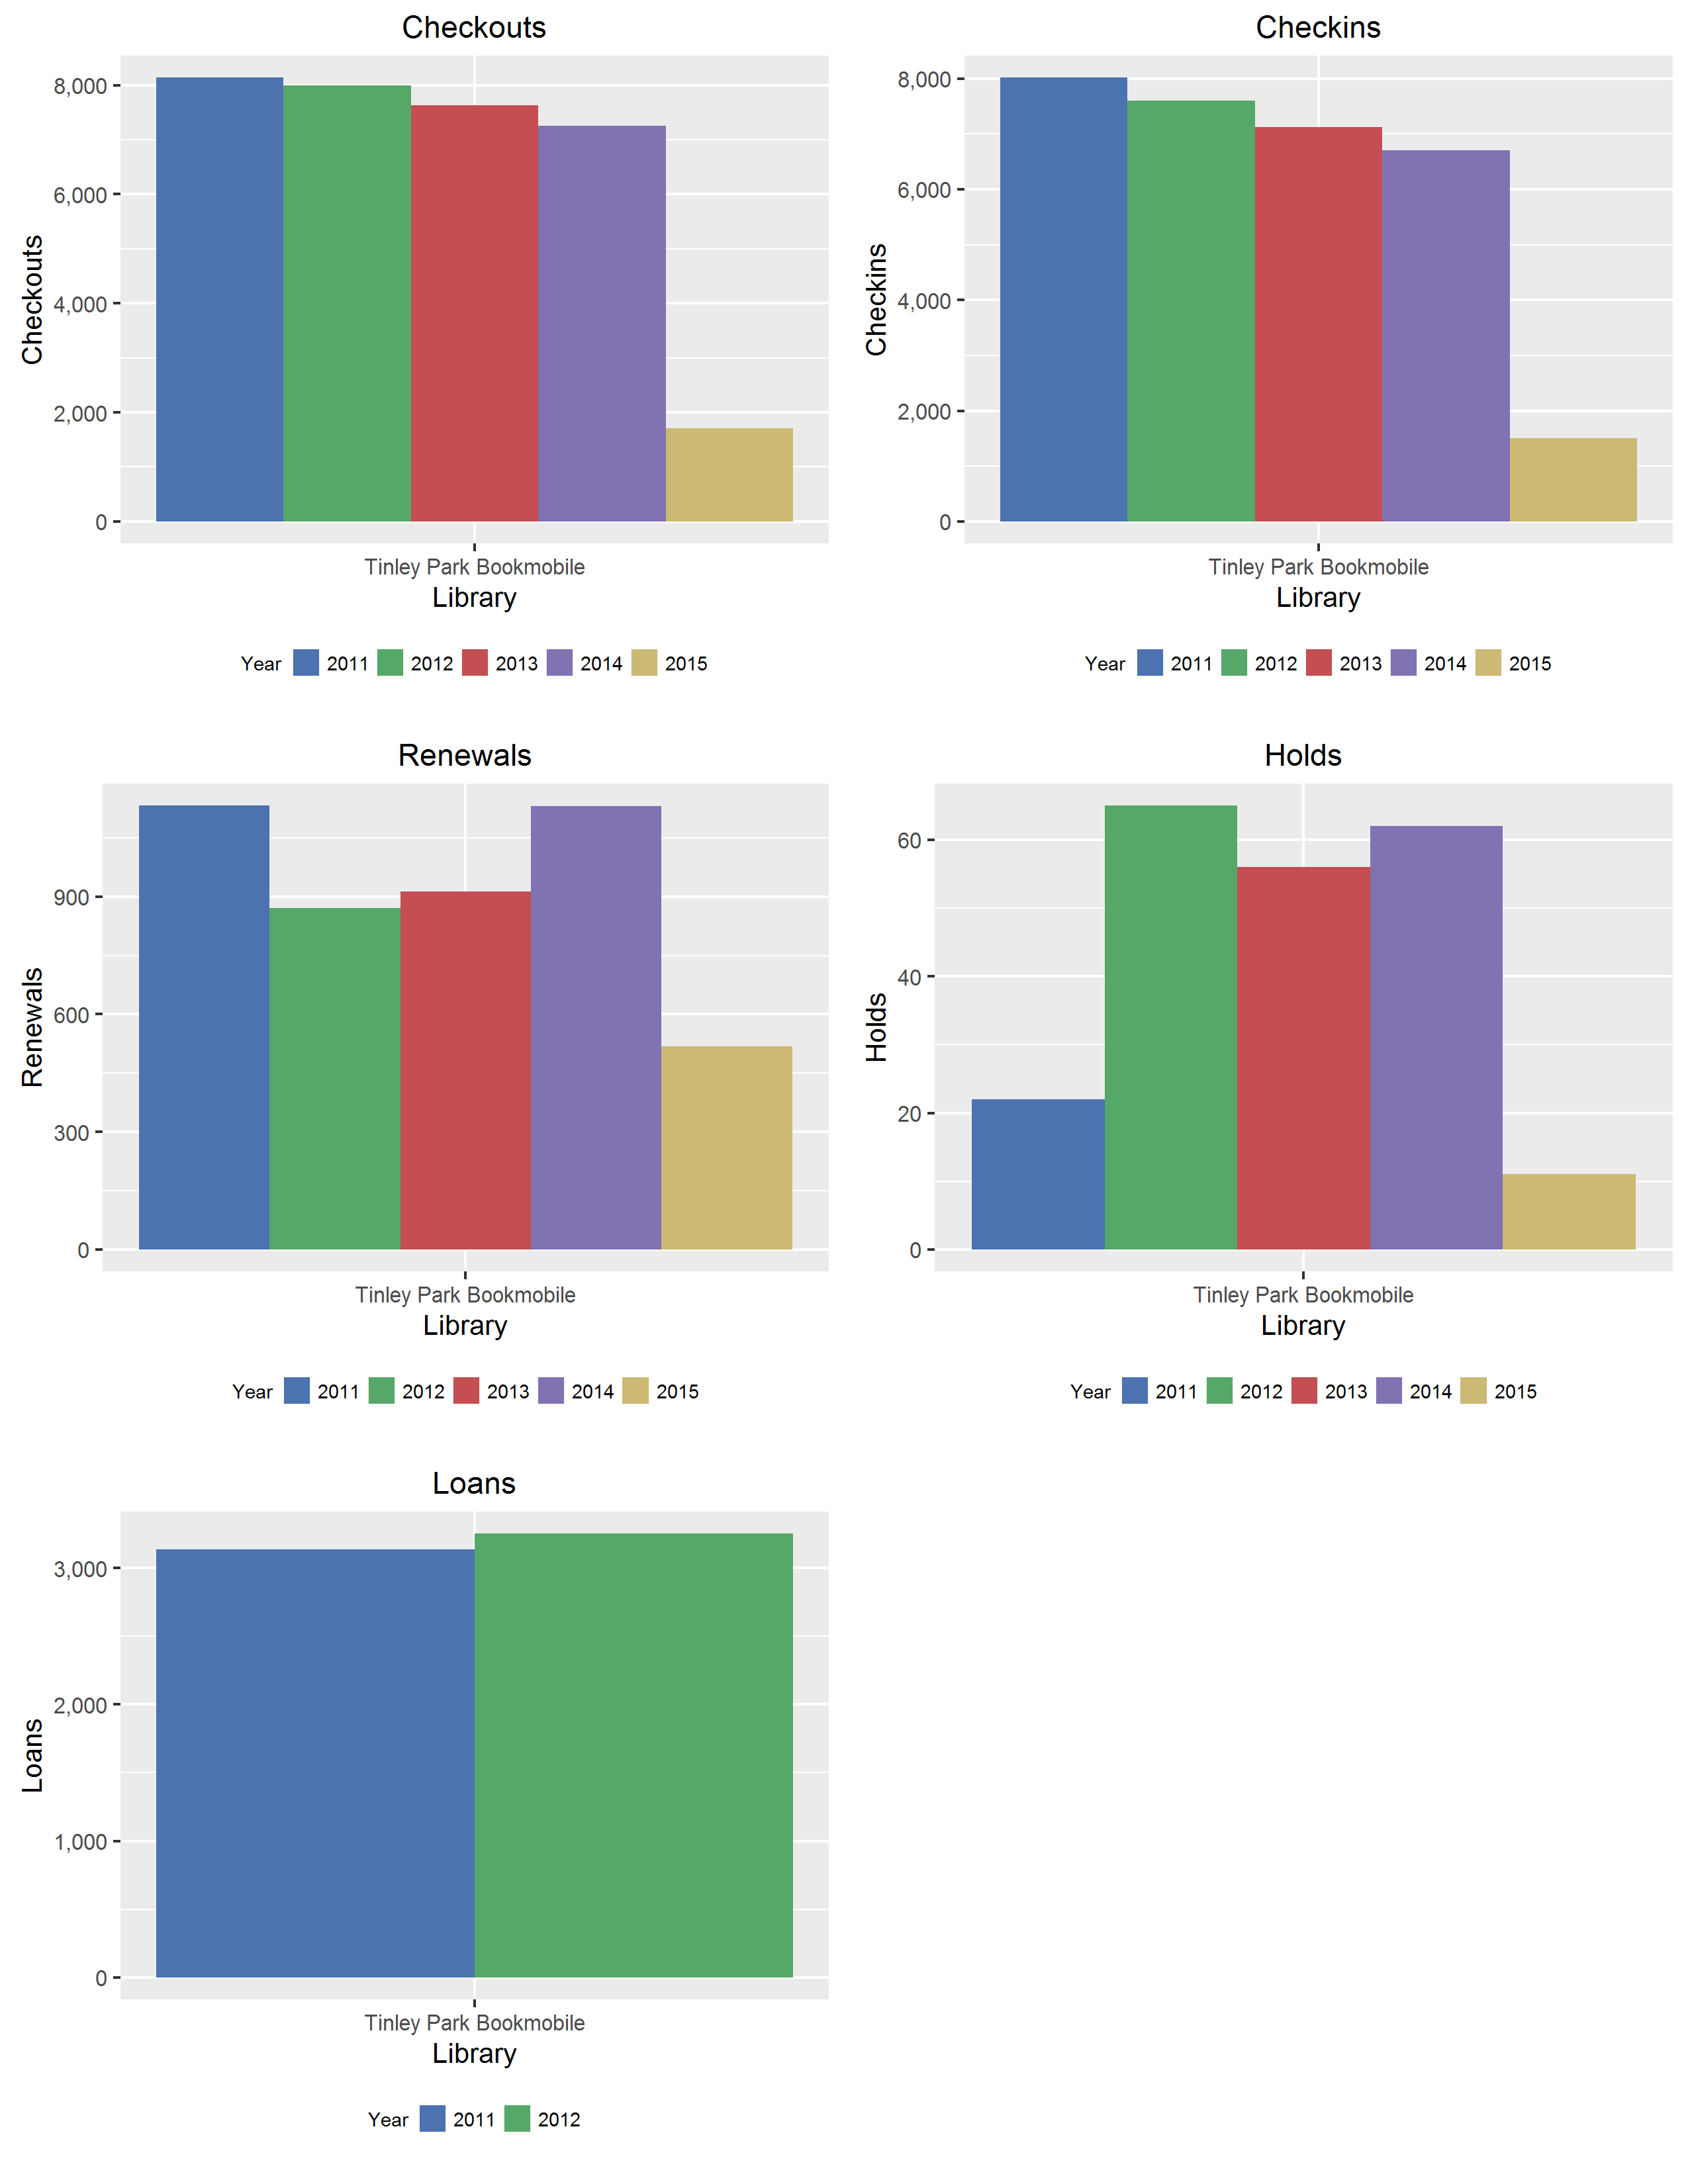 Checkouts
8,000
6,000
4,000
2,000
0
Checkouts
Tinley Park Bookmobile
Library
Year 2011 2012 2013 2014 2015
Checkins
8,000
6,000
4,000
2,000
0
Checkins
Tinley Park Bookmobile
Library
Year 2011 2012 2013 2014 2015
Renewals
900
600
300
0
Renewals
Tinley Park Bookmobile
Library
Year 2011 2012 2013 2014 2015
Holds
60
40
20
0
Holds
Tinley Park Bookmobile
Library
Year 2011 2012 2013 2014 2015
Loans
3,000
2,000
1,000
0
Loans
Tinley Park Bookmobile
Library
Year 2011 2012